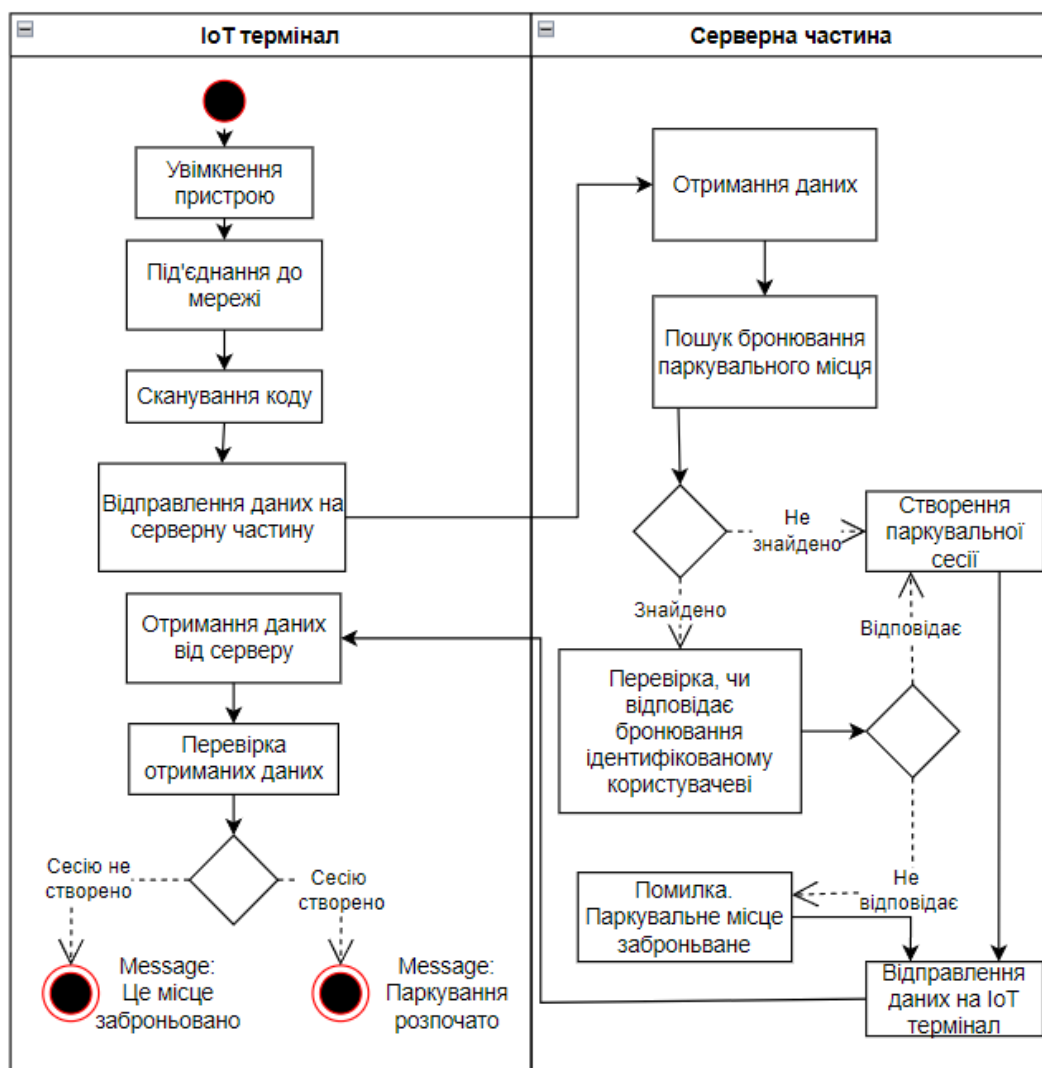 IoT термінал
Серверна частина
Увімкнення
пристрою
Під'єднання до
мережі
Сканування коду
Відправлення даних на
серверну частину
Отримання даних
Пошук бронювання
паркувального місця
Не
знайдено
Створення
паркувальної
сесії
Знайдено
Відповідає
Перевірка, чи
відповідає
бронювання
ідентифікованому
користувачеві
Не
відповідає
Помилка.
Паркувальне місце
заброньване
Відправлення
даних на IoT
термінал
Отримання даних
від серверу
Перевірка
отриманих даних
Сесію не
створено
Сесію
створено
Message:
Це місце
заброньовано
Message:
Паркування
розпочато